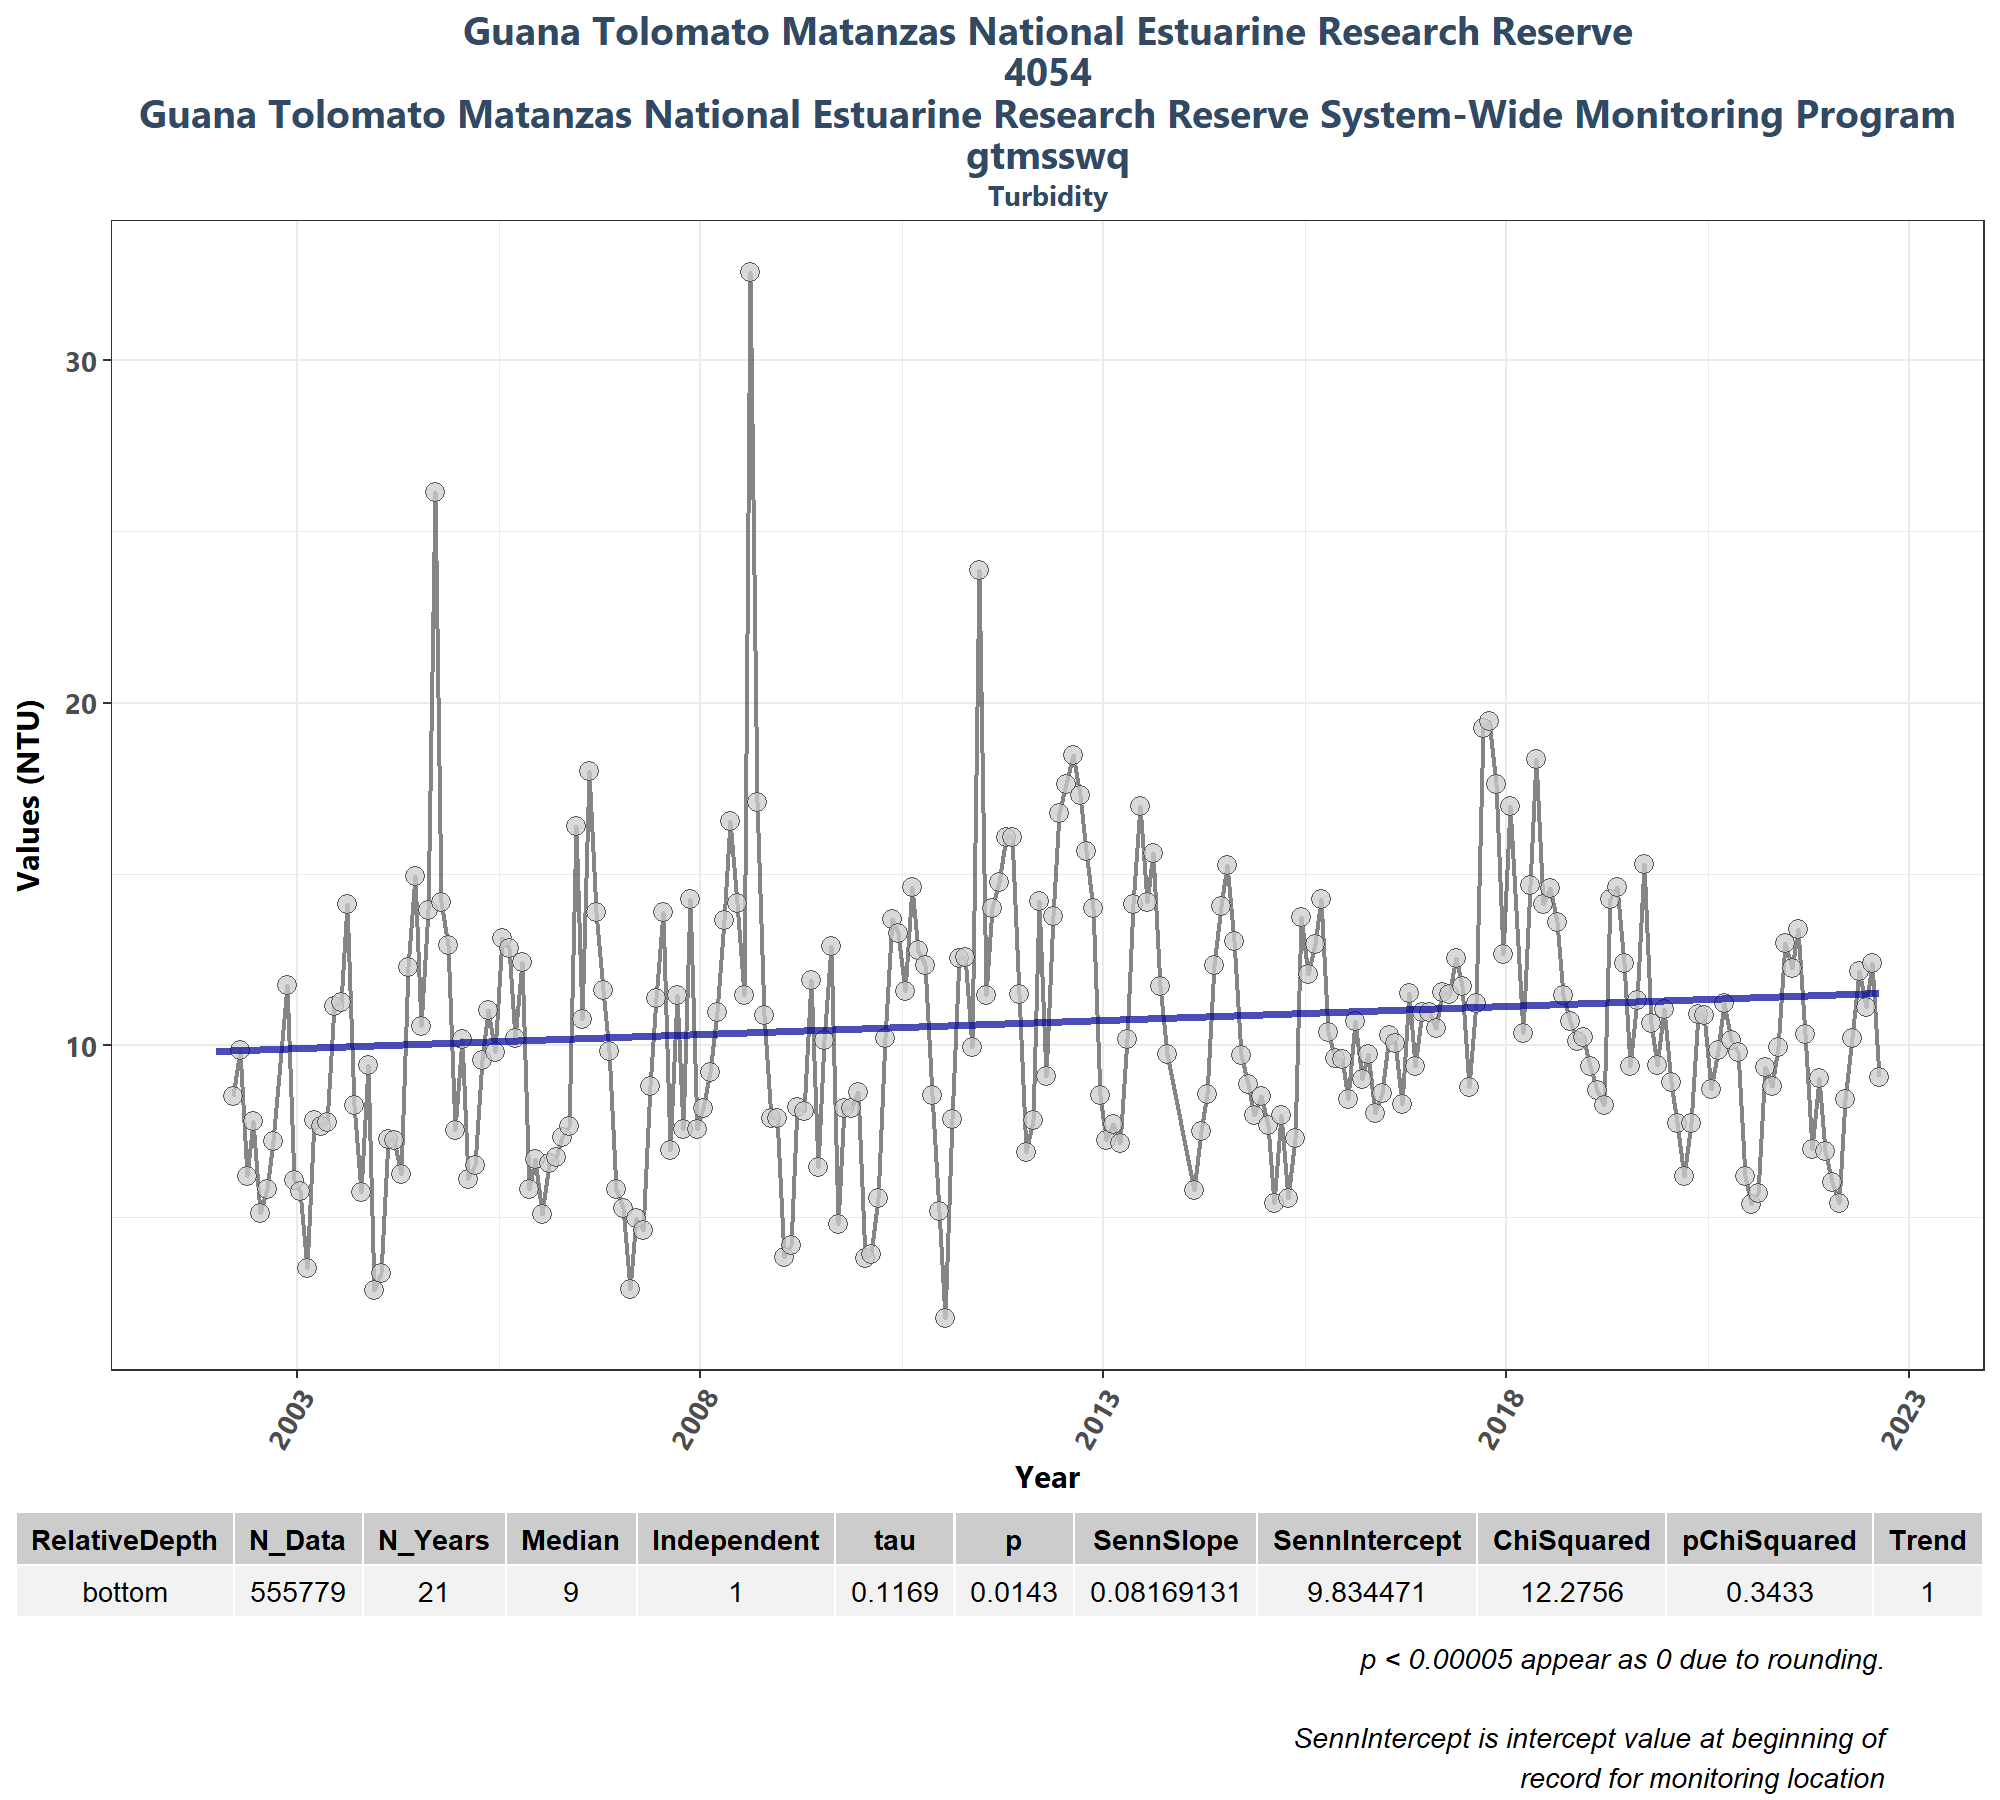 Guana Tolomato Matanzas National Estuarine Research Reserve
4054
Guana Tolomato Matanzas National Estuarine Research Reserve System-Wide Monitoring Program
gtmsswq
Turbidity
Values (NTU)
30
20
10
2003 2008 2013 2018 2023
Year
RelativeDepth N_Data N_Years Median Independent tau p SennSlope SennIntercept ChiSquared pChiSquared Trend
bottom 555779 21 9 1 0.1169 0.0143 0.08169131 9.834471 12.2756 0.3433 1
p < 0.00005 appear as 0 due to rounding.
SennIntercept is intercept value at beginning of
record for monitoring location